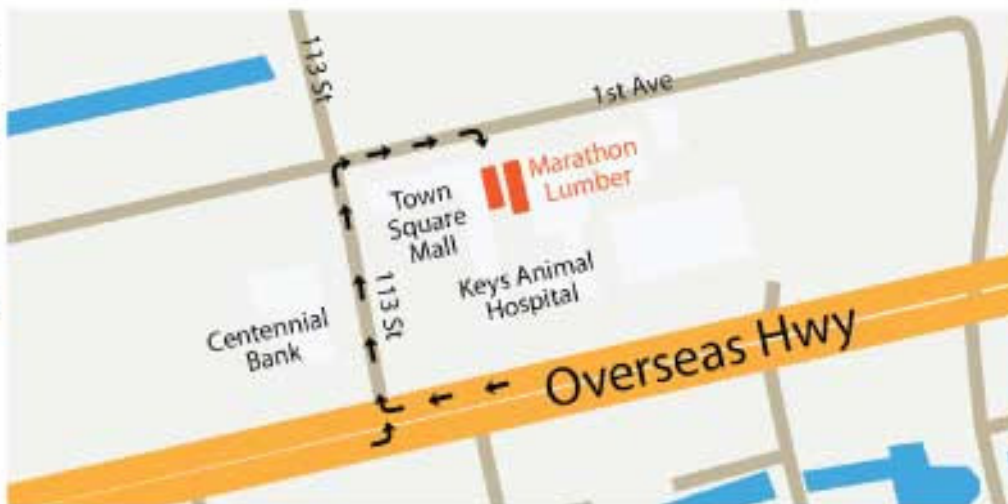 113 St
1st Ave
Marathon
Lumber
Town
Square
Mall
Keys Animal
Hospital
113 St
Centennial
Bank
Overseas Hwy